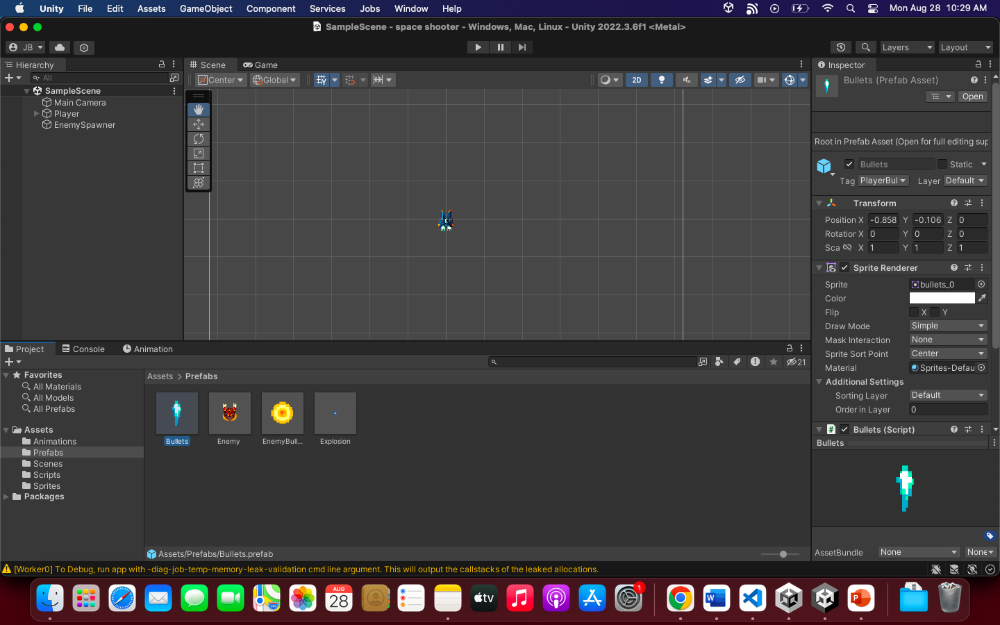 Unity File Edit Assets GameObject Component Services Jobs Window Help Mon Aug 28 10:29 AM
SampleScene - space shooter - Windows, Mac, Linux - Unity 2022.3.6f1 <Metal>
JB Layers Layout
Hierarchy
All
SampleScene
Main Camera
Player
EnemySpawner
Scene Game
Center Global 2D
Inspector
Bullets (Prefab Asset)
Open
Root in Prefab Asset (Open for full editing sup
Bullets Static
Tag PlayerBul Layer Default
Transform
Position X -0.858 Y -0.106 Z 0
Rotatior X 0 Y 0 Z 0
Sca X 1 Y 1 Z 1
Sprite Renderer
Sprite bullets_0
Color
Flip X Y
Draw Mode Simple
Mask Interaction None
Sprite Sort Point Center
Material Sprites-Defau
Additional Settings
Sorting Layer Default
Order in Layer 0
# Bullets (Script)
Bullets
AssetBundle None None
Project Console Animation
21
Favorites
All Materials
All Models
All Prefabs
Assets
Animations
Prefabs
Scenes
Scripts
Sprites
Packages
Assets > Prefabs
Bullets Enemy EnemyBull... Explosion
Assets/Prefabs/Bullets.prefab
[Worker0] To Debug, run app with -diag-job-temp-memory-leak-validation cmd line argument. This will output the callstacks of the leaked allocations.
AUG
28
tv
1
W
P